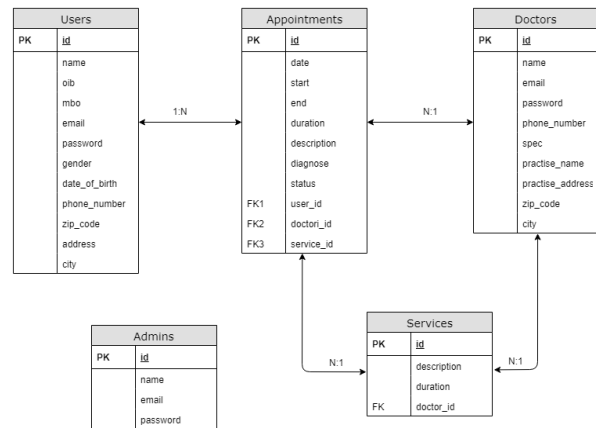 Users
PK id
name
oib
mbo
email
password
gender
date_of_birth
phone_number
zip_code
address
city
1:N
Appointments
PK id
date
start
end
duration
description
diagnose
status
FK1 user_id
FK2 doctori_id
FK3 service_id
N:1
Doctors
PK id
name
email
password
phone_number
spec
practise_name
practise_address
zip_code
city
Admins
PK id
name
email
password
N:1
Services
PK id
description
duration
FK doctor_id
N:1